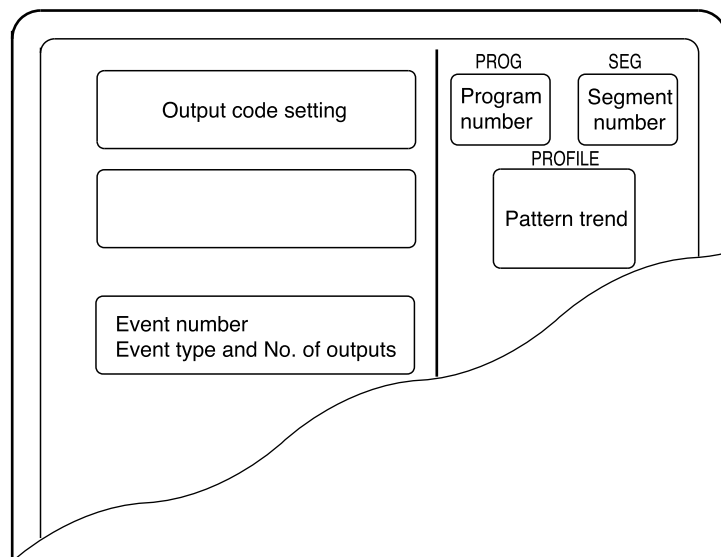 Output code setting
Event number
Event type and No. of outputs
PROG
SEG
Program
number
Segment
number
PROFILE
Pattern trend